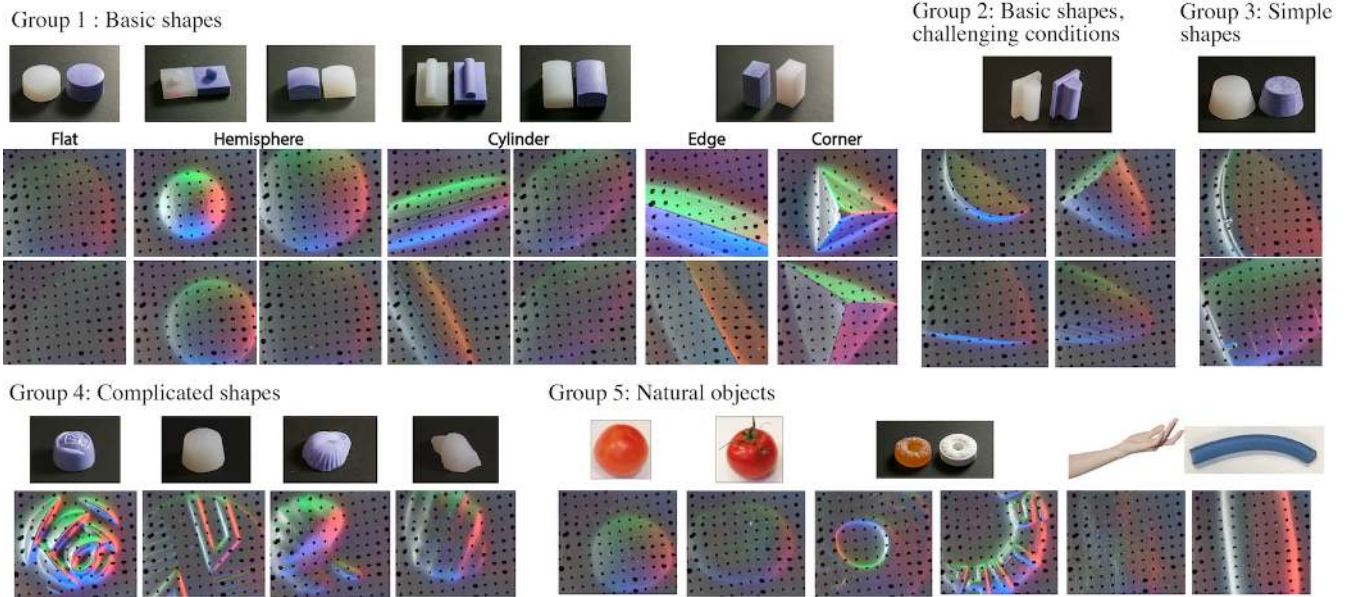 Group 1 : Basic shapes
Group 2: Basic shapes,
challenging conditions
Group 3: Simple
shapes
Flat
Hemisphere
Cylinder
Edge
Corner
Group 4: Complicated shapes
Group 5: Natural objects